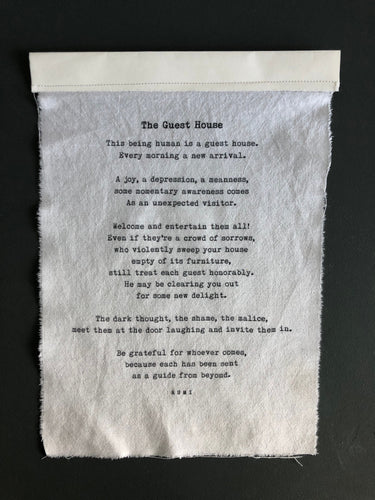 The Guest House
This being human is a guest house.
Every morning a new arrival.
A joy, a depression, a meanness,
some momentary awareness comes
As an unexpected visitor.
Welcome and entertain them all!
Even if they're a crowd of sorrows,
who violently sweep your house
empty of its furniture,
still treat each guest honorably.
He may be clearing you out
for some new delight.
The dark thought, the shame, the malice,
meet them at the door laughing and invite them in.
Be grateful for whoever comes,
because each has been sent
as a guide from beyond.
RUMI